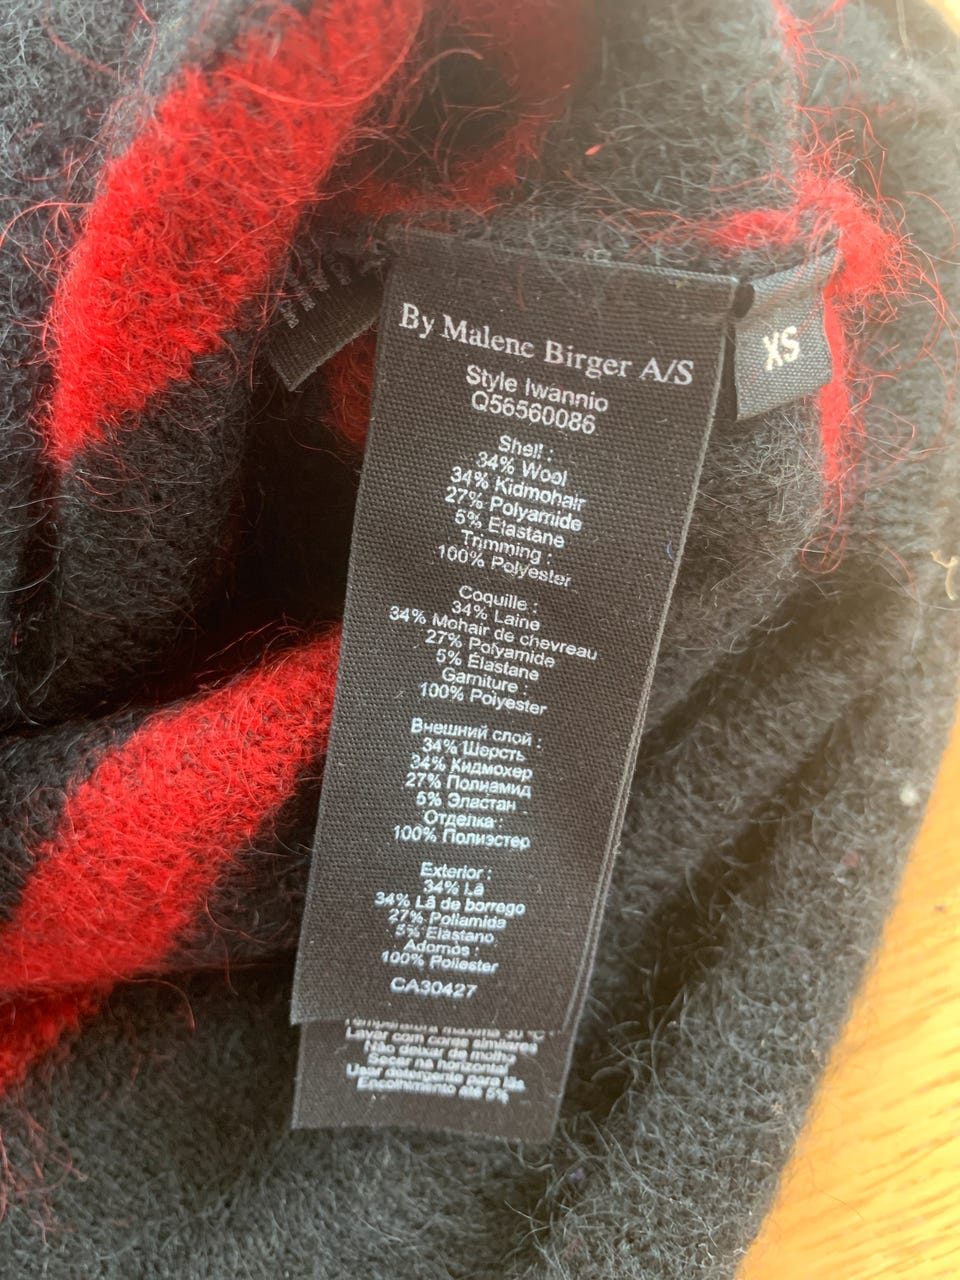 By Malene Birger A/S
Style Iwannio
Q56560086
Shell :
34% Wool
34% Kidmohair
27% Polyamide
5% Elastane
Trimming :
100% Polyester
Coquille :
34% Laine
34% Mohair de chevreau
27% Polyamide
5% Élastane
Garniture :
100% Polyester
Внешний слой :
34% Шерсть
34% Кидмохер
27% Полиамид
5% Эластан
Отделка :
100% Полиэстер
Exterior :
34% Lã
34% Lã de borrego
27% Poliamida
5% Elastano
Adornos :
100% Poliester
CA30427
Temperatura máxima 30 °C
Lavar com cores similares
Não deixar de molho
Secar na horizontal
Usar detergente para lãs
Encolhimento até 5%
XS